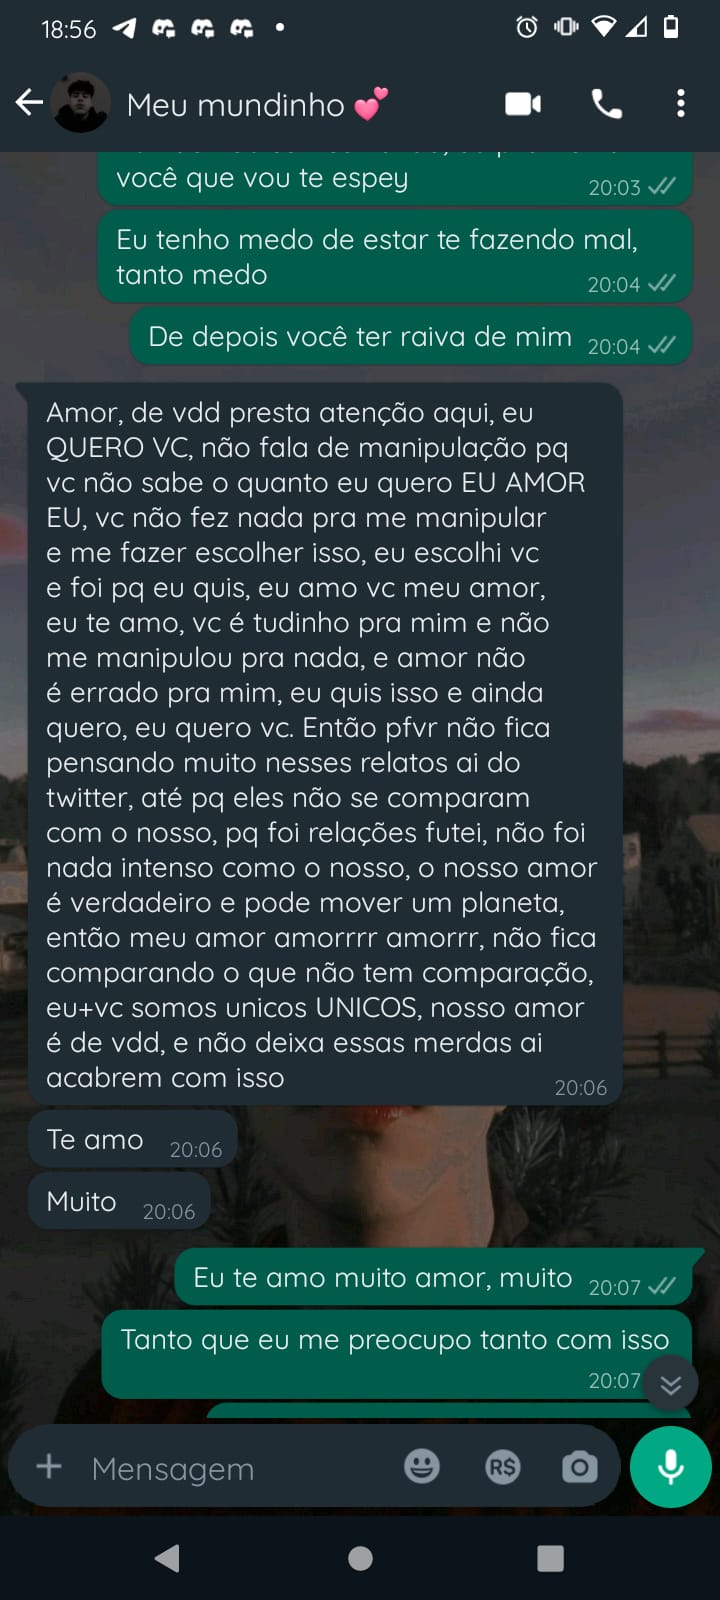 18:56
Meu mundinho 💕
você que vou te espey
20:03
Eu tenho medo de estar te fazendo mal,
tanto medo
20:04
De depois você ter raiva de mim
20:04
Amor, de vdd presta atenção aqui, eu
QUERO VC, não fala de manipulação pq
vc não sabe o quanto eu quero EU AMOR
EU, vc não fez nada pra me manipular
e me fazer escolher isso, eu escolhi vc
e foi pq eu quis, eu amo vc meu amor,
eu te amo, vc é tudinho pra mim e não
me manipulou pra nada, e amor não
é errado pra mim, eu quis isso e ainda
quero, eu quero vc. Então pfvr não fica
pensando muito nesses relatos ai do
twitter, até pq eles não se comparam
com o nosso, pq foi relações futei, não foi
nada intenso como o nosso, o nosso amor
é verdadeiro e pode mover um planeta,
então meu amor amorrrr amorrr, não fica
comparando o que não tem comparação,
eu+vc somos unicos UNICOS, nosso amor
é de vdd, e não deixa essas merdas ai
acabrem com isso
20:06
Te amo 20:06
Muito 20:06
Eu te amo muito amor, muito 20:07
Tanto que eu me preocupo tanto com isso
20:07
Mensagem
R$